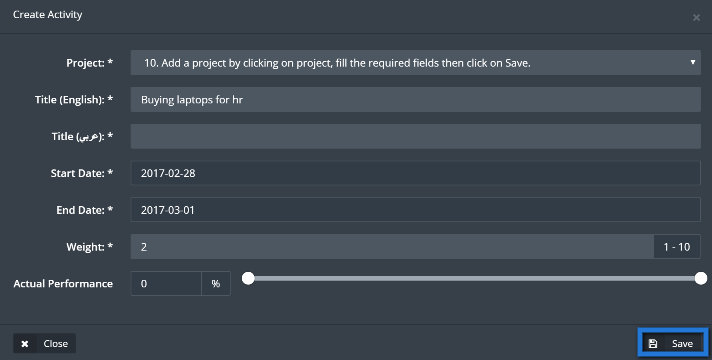 Create Activity
Project: * 10. Add a project by clicking on project, fill the required fields then click on Save.
Title (English): * Buying laptops for hr
Title (عربي): *
Start Date: * 2017-02-28
End Date: * 2017-03-01
Weight: * 2 1 - 10
Actual Performance 0 %
Close Save